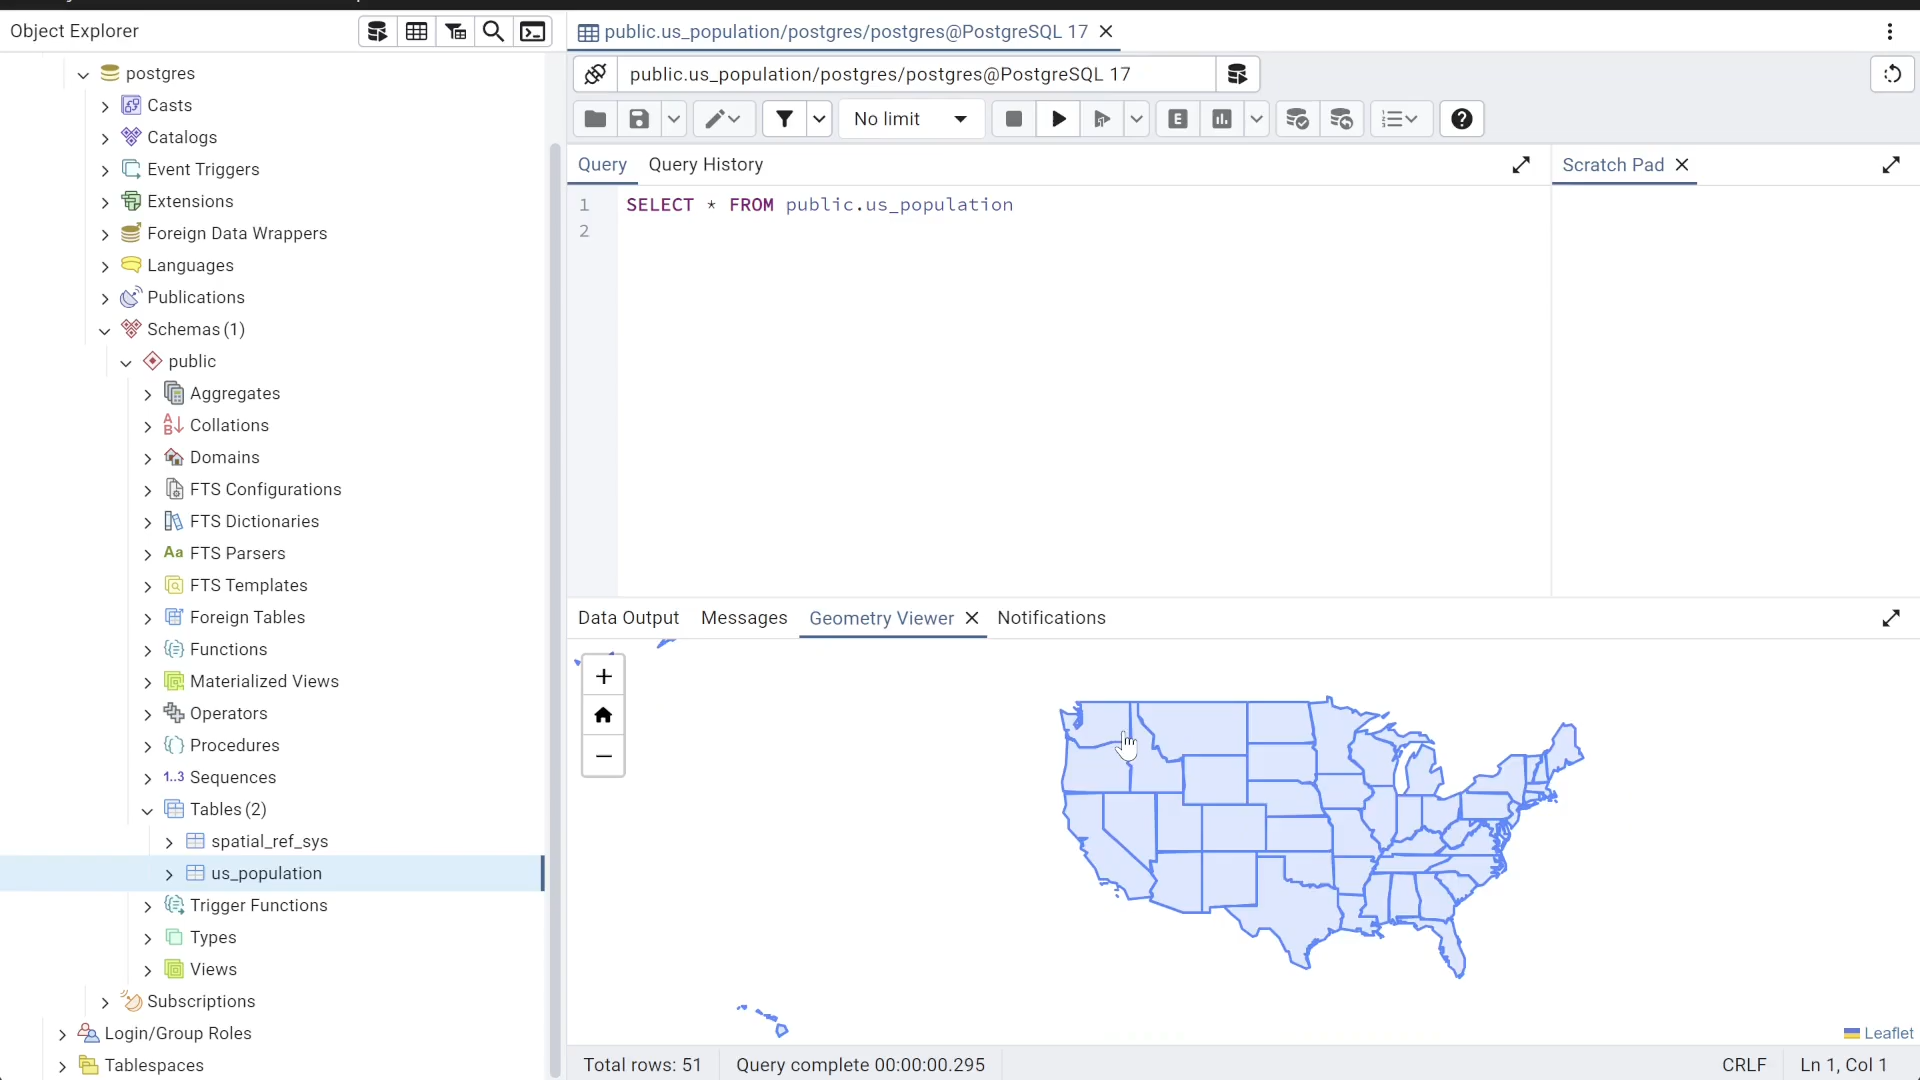 Object Explorer
postgres
Casts
Catalogs
Event Triggers
Extensions
Foreign Data Wrappers
Languages
Publications
Schemas (1)
public
Aggregates
Collations
Domains
FTS Configurations
FTS Dictionaries
Aa FTS Parsers
FTS Templates
Foreign Tables
Functions
Materialized Views
Operators
Procedures
1..3 Sequences
Tables (2)
spatial_ref_sys
us_population
Trigger Functions
Types
Views
Subscriptions
Login/Group Roles
Tablespaces
public.us_population/postgres/postgres@PostgreSQL 17
public.us_population/postgres/postgres@PostgreSQL 17
No limit
E
Query Query History
Scratch Pad
1 SELECT * FROM public.us_population
2
Data Output Messages Geometry Viewer Notifications
+
−
Leaflet
Total rows: 51 Query complete 00:00:00.295 CRLF Ln 1, Col 1